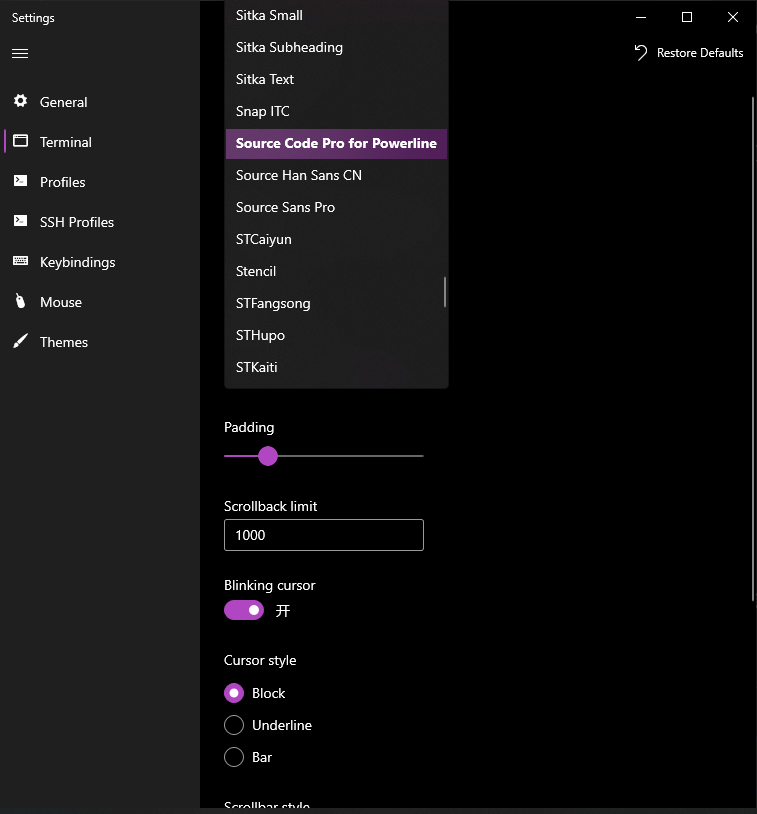 Settings
Restore Defaults
General
Terminal
Profiles
SSH Profiles
Keybindings
Mouse
Themes
Sitka Small
Sitka Subheading
Sitka Text
Snap ITC
Source Code Pro for Powerline
Source Han Sans CN
Source Sans Pro
STCaiyun
Stencil
STFangsong
STHupo
STKaiti
Padding
Scrollback limit
1000
Blinking cursor
开
Cursor style
Block
Underline
Bar
Scrollbar style